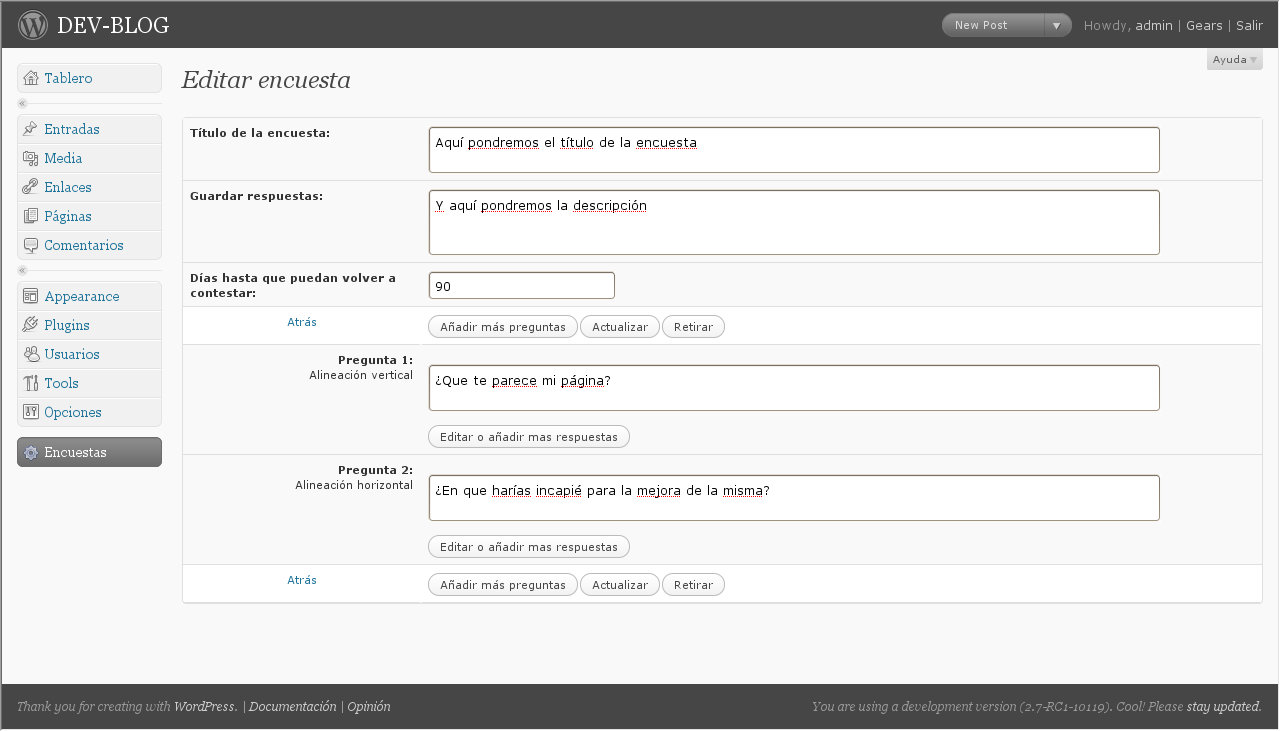 DEV-BLOG
New Post ▼ Howdy, admin | Gears | Salir
Ayuda ▼
Tablero
«
Entradas
Media
Enlaces
Páginas
Comentarios
«
Appearance
Plugins
Usuarios
Tools
Opciones
Encuestas
Editar encuesta
Título de la encuesta:
Aquí pondremos el título de la encuesta
Guardar respuestas:
Y aquí pondremos la descripción
Días hasta que puedan volver a
contestar:
90
Atrás
Añadir más preguntas Actualizar Retirar
Pregunta 1:
Alineación vertical
¿Que te parece mi página?
Editar o añadir mas respuestas
Pregunta 2:
Alineación horizontal
¿En que harías incapié para la mejora de la misma?
Editar o añadir mas respuestas
Atrás
Añadir más preguntas Actualizar Retirar
Thank you for creating with WordPress. | Documentación | Opinión
You are using a development version (2.7-RC1-10119). Cool! Please stay updated.